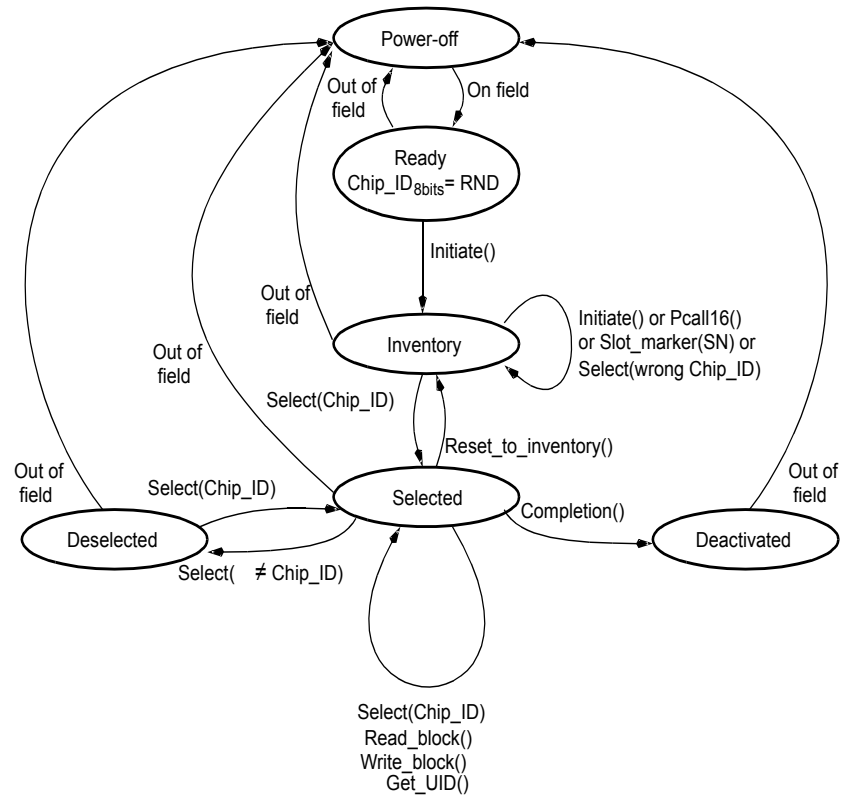 Power-off
Out of
field
On field
Ready
Chip_ID8bits= RND
Initiate()
Out of
field
Inventory
Initiate() or Pcall16()
or Slot_marker(SN) or
Select(wrong Chip_ID)
Out of
field
Select(Chip_ID)
Reset_to_inventory()
Out of
field
Select(Chip_ID)
Selected
Completion()
Out of
field
Deselected
Deactivated
Select( ≠ Chip_ID)
Select(Chip_ID)
Read_block()
Write_block()
Get_UID()